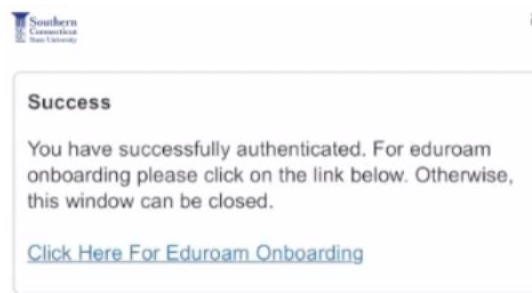 Southern
Connecticut
State University
Success
You have successfully authenticated. For eduroam
onboarding please click on the link below. Otherwise,
this window can be closed.
Click Here For Eduroam Onboarding